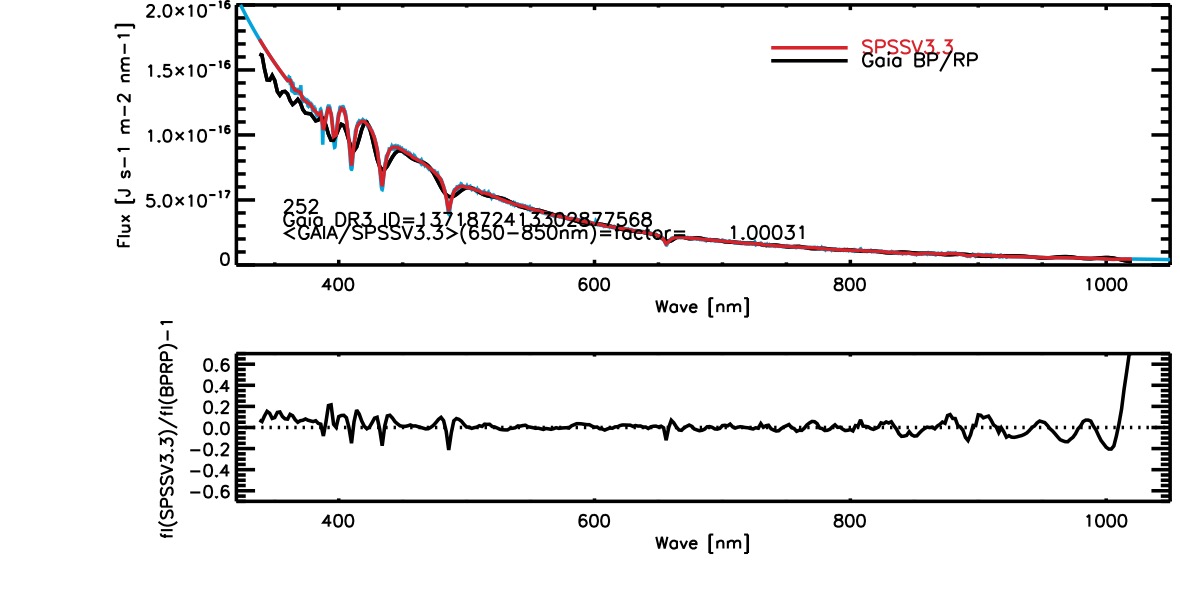 2.0×10−16
1.5×10−16
1.0×10−16
5.0×10−17
0
Flux [J s−1 m−2 nm−1]
SPSSV3.3
Gaia BP/RP
252
Gaia DR3 ID=1371872413302877568
<GAIA/SPSSV3.3>(650−850nm)=factor= 1.00031
400 600 800 1000
Wave [nm]
fl(SPSSV3.3)/fl(BPRP)−1
0.6
0.4
0.2
0.0
−0.2
−0.4
−0.6
400 600 800 1000
Wave [nm]